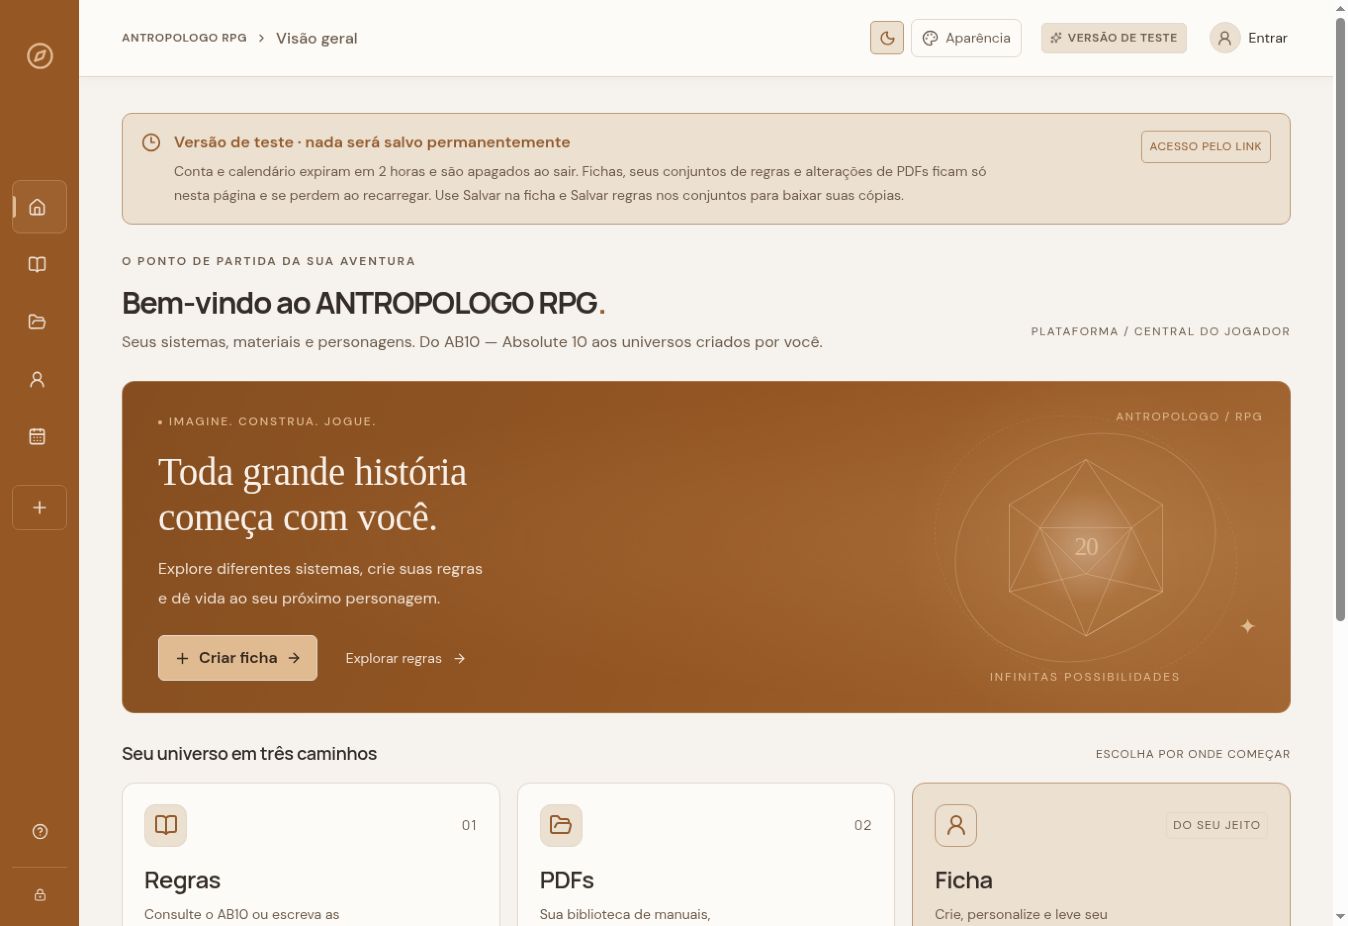 ANTROPOLOGO RPG > Visão geral
Aparência
VERSÃO DE TESTE
Entrar
Versão de teste · nada será salvo permanentemente
ACESSO PELO LINK
Conta e calendário expiram em 2 horas e são apagados ao sair. Fichas, seus conjuntos de regras e alterações de PDFs ficam só
nesta página e se perdem ao recarregar. Use Salvar na ficha e Salvar regras nos conjuntos para baixar suas cópias.
O PONTO DE PARTIDA DA SUA AVENTURA
Bem-vindo ao ANTROPOLOGO RPG.
PLATAFORMA / CENTRAL DO JOGADOR
Seus sistemas, materiais e personagens. Do AB10 — Absolute 10 aos universos criados por você.
ANTROPOLOGO / RPG
• IMAGINE. CONSTRUA. JOGUE.
Toda grande história
começa com você.
20
Explore diferentes sistemas, crie suas regras
e dê vida ao seu próximo personagem.
+ Criar ficha →
Explorar regras →
INFINITAS POSSIBILIDADES
Seu universo em três caminhos
ESCOLHA POR ONDE COMEÇAR
01
Regras
Consulte o AB10 ou escreva as
02
PDFs
Sua biblioteca de manuais,
DO SEU JEITO
Ficha
Crie, personalize e leve seu